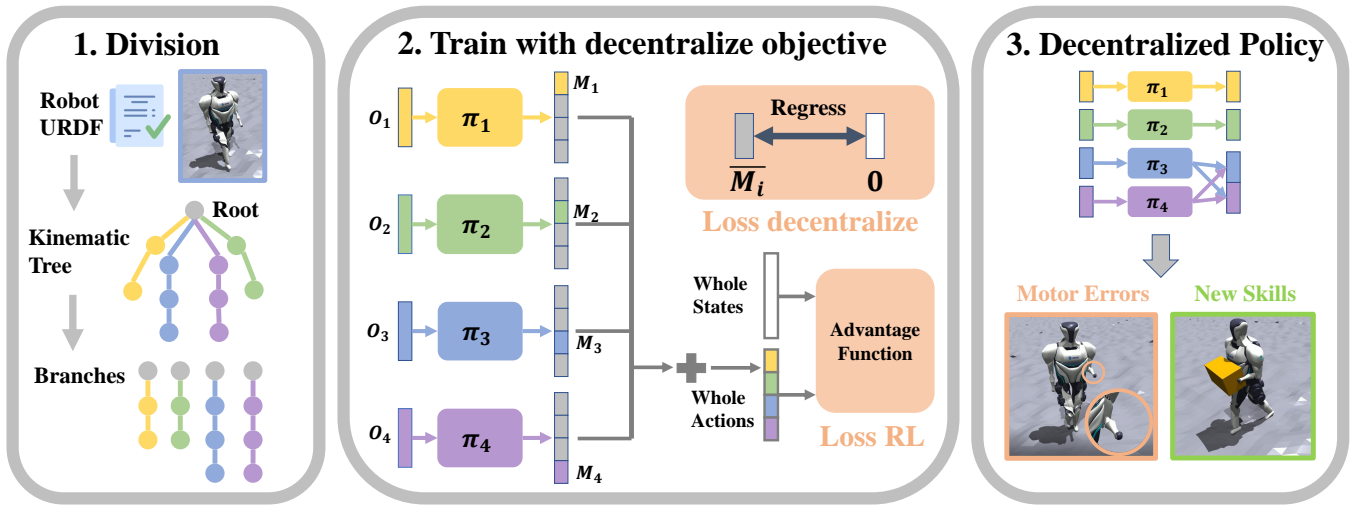 1. Division
Robot
URDF
Root
Kinematic
Tree
Branches
2. Train with decentralize objective
O₁
π₁
M₁
O₂
π₂
M₂
O₃
π₃
M₃
O₄
π₄
M₄
Regress
M̅ᵢ
0
Loss decentralize
Whole
States
Whole
Actions
Advantage
Function
Loss RL
3. Decentralized Policy
π₁
π₂
π₃
π₄
Motor Errors
New Skills